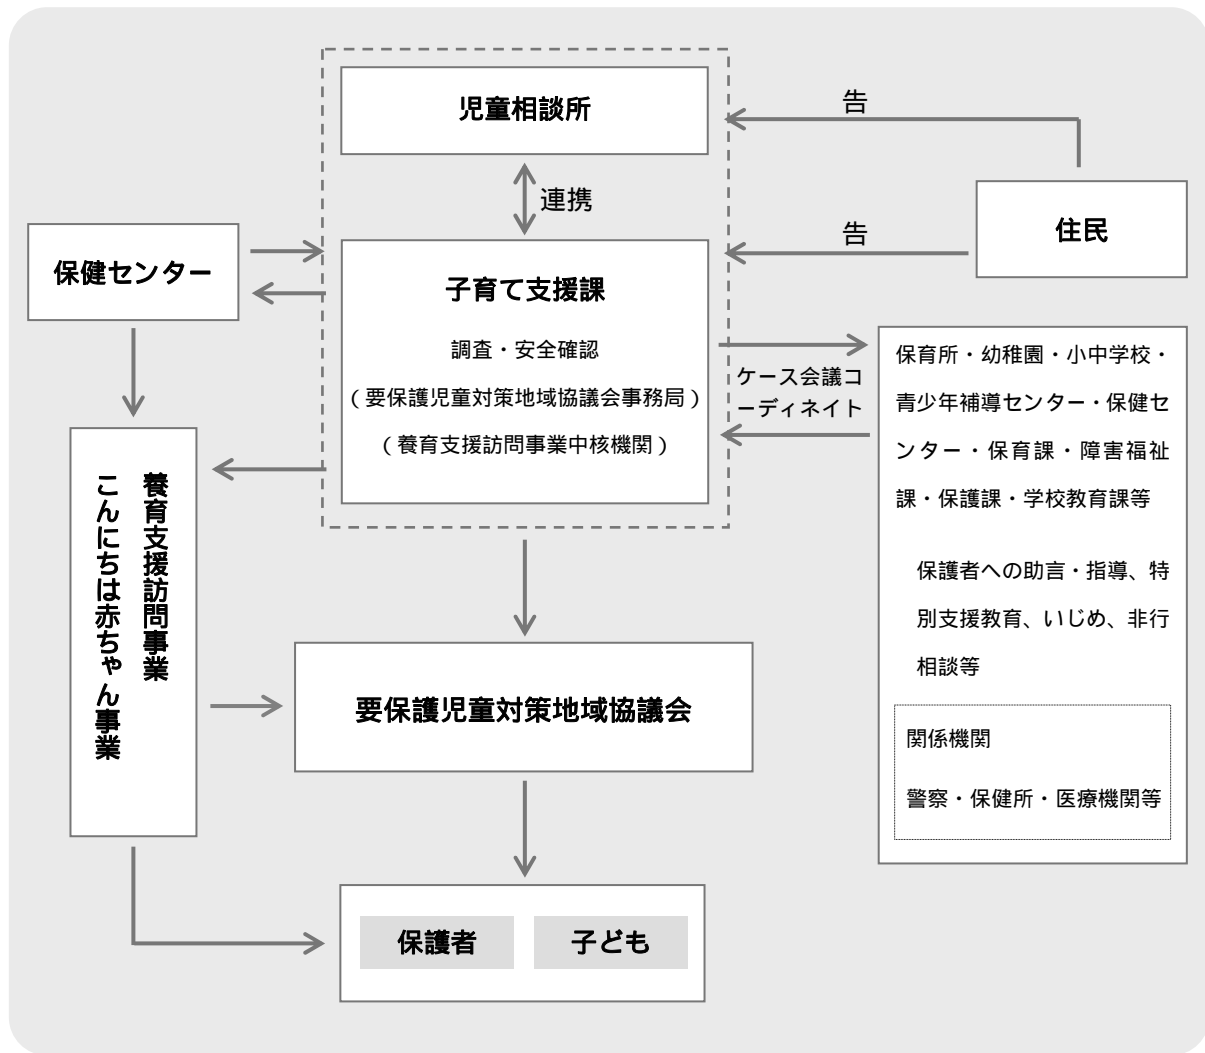 児童相談所
告
連携
住民
告
保健センター
子育て支援課
調査・安全確認
(要保護児童対策地域協議会事務局)
(養育支援訪問事業中核機関)
ケース会議コ
ーディネイト
保育所・幼稚園・小中学校・
青少年補導センター・保健セ
ンター・保育課・障害福祉
課・保護課・学校教育課等
保護者への助言・指導、特
別支援教育、いじめ、非行
相談等
関係機関
警察・保健所・医療機関等
養育支援訪問事業
こんにちは赤ちゃん事業
要保護児童対策地域協議会
保護者
子ども